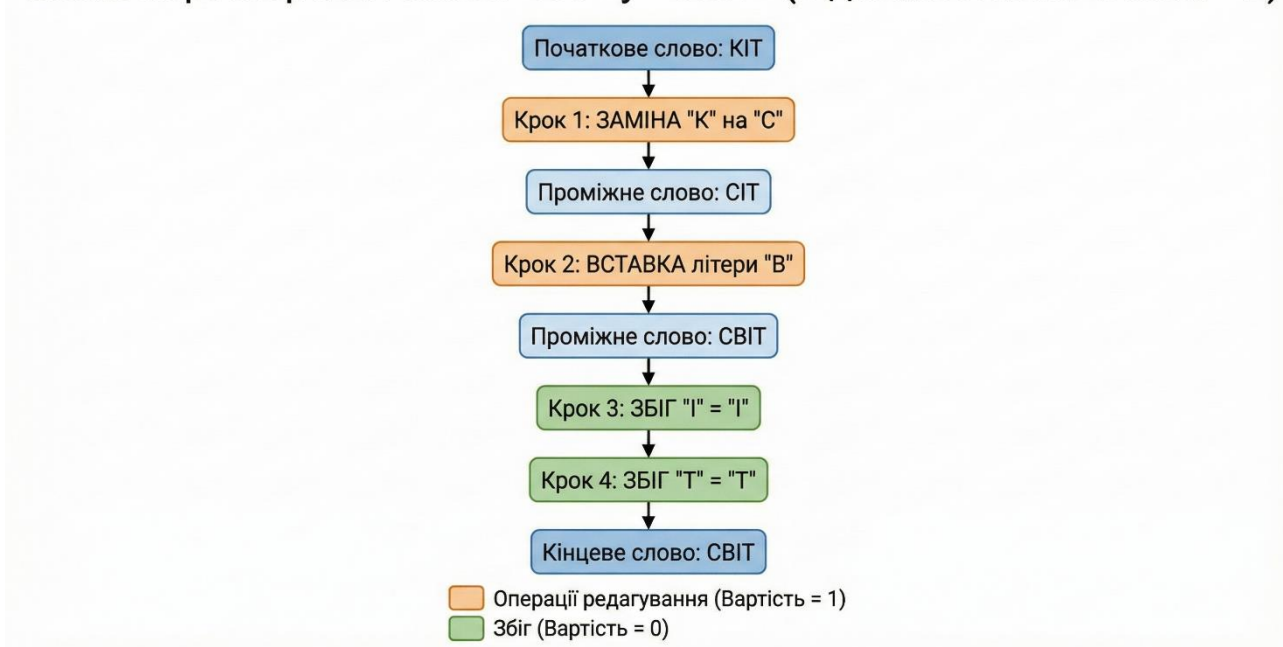 Початкове слово: КІТ
Крок 1: ЗАМІНА "К" на "С"
Проміжне слово: СІТ
Крок 2: ВСТАВКА літери "В"
Проміжне слово: СВІТ
Крок 3: ЗБІГ "І" = "І"
Крок 4: ЗБІГ "Т" = "Т"
Кінцеве слово: СВІТ
Операції редагування (Вартість = 1)
Збіг (Вартість = 0)